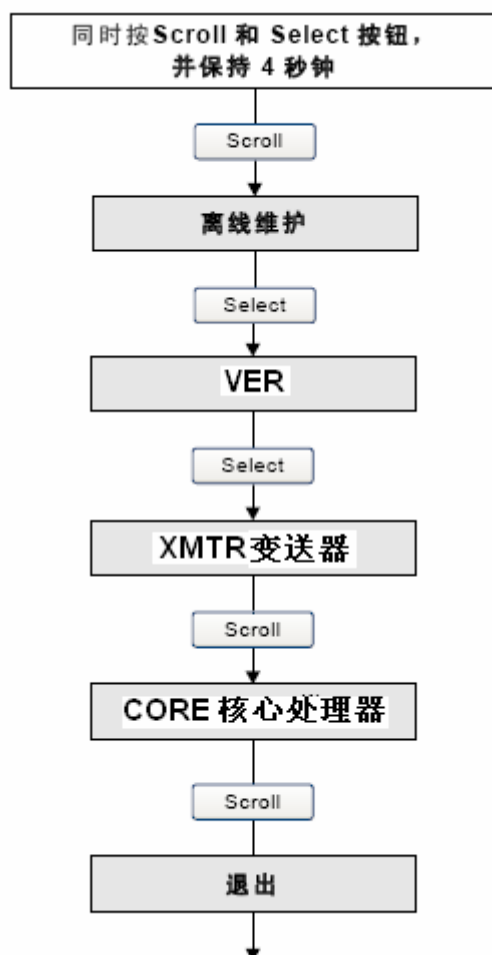 同时按Scroll 和 Select 按钮，
并保持 4 秒钟
Scroll
离线维护
Select
VER
Select
XMTR变送器
Scroll
CORE 核心处理器
Scroll
退出